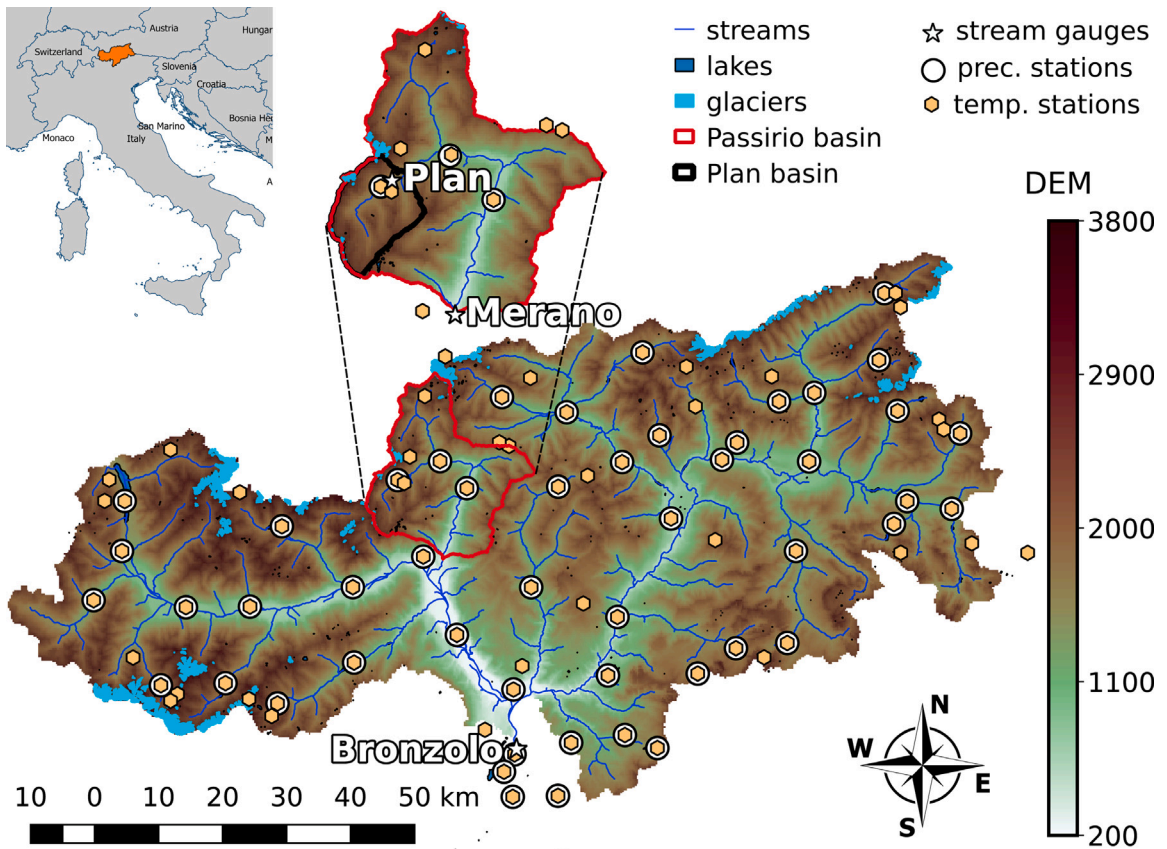 Austria
Hungar
Switzerland
Slovenia
Croatia
Bosnia He
San Marino
Monaco
Italy
M
A
streams
lakes
glaciers
Passirio basin
Plan basin
stream gauges
prec. stations
temp. stations
DEM
3800
2900
2000
1100
200
Plan
Merano
Bronzolo
N
W
E
S
10 0 10 20 30 40 50 km